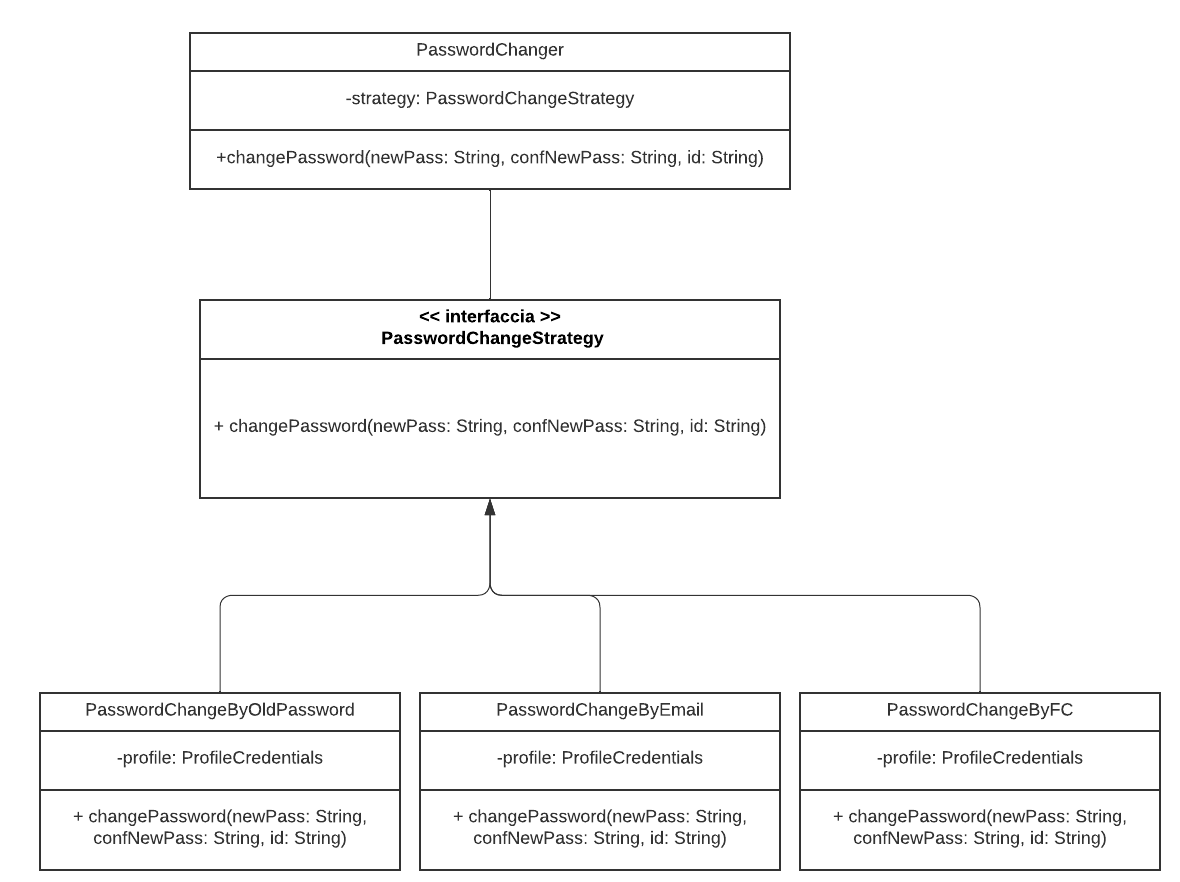 PasswordChanger
-strategy: PasswordChangeStrategy
+changePassword(newPass: String, confNewPass: String, id: String)
<< interfaccia >>
PasswordChangeStrategy
+ changePassword(newPass: String, confNewPass: String, id: String)
PasswordChangeByOldPassword
-profile: ProfileCredentials
+ changePassword(newPass: String,
confNewPass: String, id: String)
PasswordChangeByEmail
-profile: ProfileCredentials
+ changePassword(newPass: String,
confNewPass: String, id: String)
PasswordChangeByFC
-profile: ProfileCredentials
+ changePassword(newPass: String,
confNewPass: String, id: String)